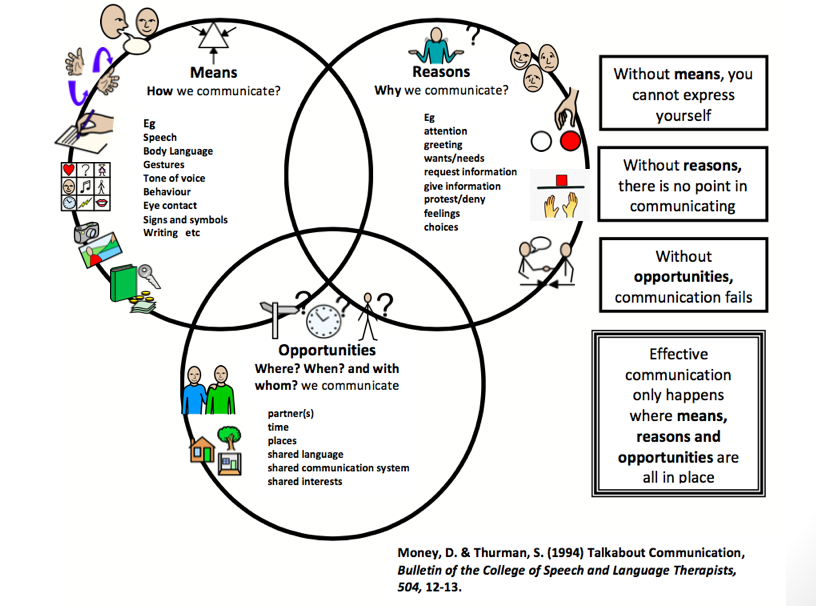 Means
How we communicate?
Eg
Speech
Body Language
Gestures
Tone of voice
Behaviour
Eye contact
Signs and symbols
Writing etc
?
Reasons
Why we communicate?
Eg
attention
greeting
wants/needs
request information
give information
protest/deny
feelings
choices
?
? ? ?
Opportunities
Where? When? and with
whom? we communicate
partner(s)
time
places
shared language
shared communication system
shared interests
Without means, you
cannot express
yourself
Without reasons,
there is no point in
communicating
Without
opportunities,
communication fails
Effective
communication
only happens
where means,
reasons and
opportunities are
all in place
Money, D. & Thurman, S. (1994) Talkabout Communication,
Bulletin of the College of Speech and Language Therapists,
504, 12-13.